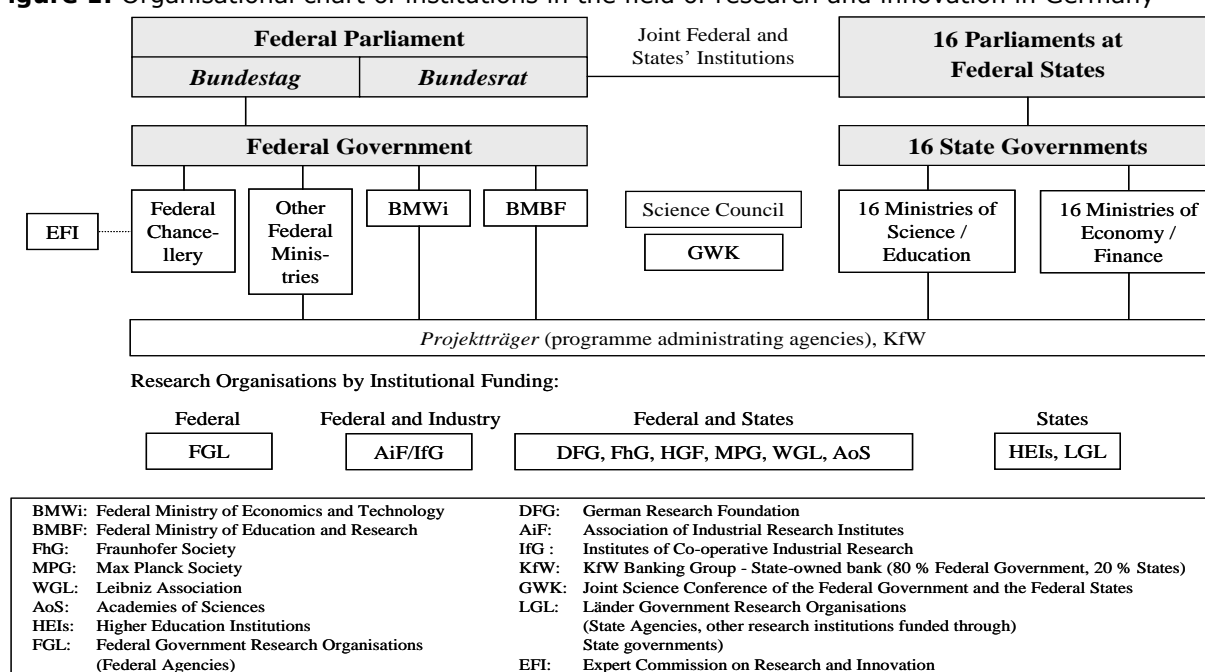 Figure 1. Organisational chart of institutions in the field of research and innovation in Germany
Federal Parliament
Bundestag
Bundesrat
Joint Federal and
States' Institutions
16 Parliaments at
Federal States
Federal Government
16 State Governments
EFI
Federal
Chance-
llery
Other
Federal
Minis-
tries
BMWi
BMBF
Science Council
GWK
16 Ministries of
Science /
Education
16 Ministries of
Economy /
Finance
Projektträger (programme administrating agencies), KfW
Research Organisations by Institutional Funding:
Federal
FGL
Federal and Industry
AiF/IfG
Federal and States
DFG, FhG, HGF, MPG, WGL, AoS
States
HEIs, LGL
BMWi: Federal Ministry of Economics and Technology
BMBF: Federal Ministry of Education and Research
FhG: Fraunhofer Society
MPG: Max Planck Society
WGL: Leibniz Association
AoS: Academies of Sciences
HEIs: Higher Education Institutions
FGL: Federal Government Research Organisations
(Federal Agencies)
DFG: German Research Foundation
AiF: Association of Industrial Research Institutes
IfG : Institutes of Co-operative Industrial Research
KfW: KfW Banking Group - State-owned bank (80 % Federal Government, 20 % States)
GWK: Joint Science Conference of the Federal Government and the Federal States
LGL: Länder Government Research Organisations
(State Agencies, other research institutions funded through)
State governments)
EFI: Expert Commission on Research and Innovation